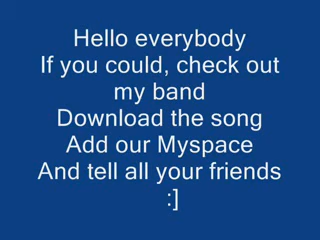 Hello everybody
If you could, check out
my band
Download the song
Add our Myspace
And tell all your friends
:]